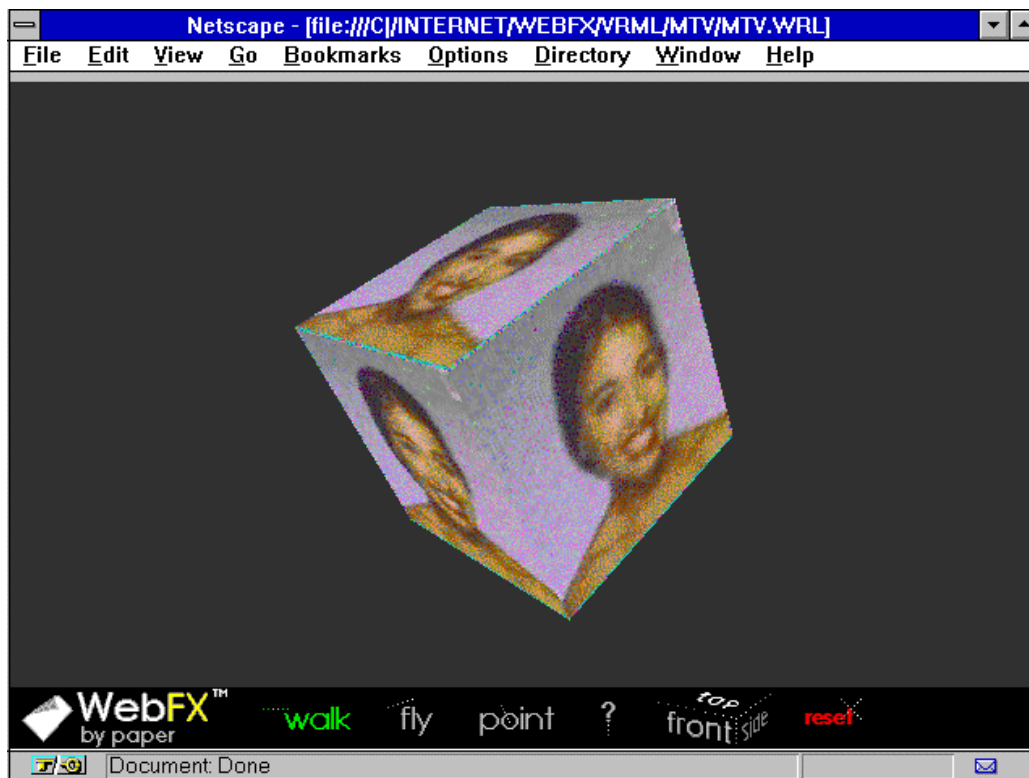 Netscape - [file:///C|/INTERNET/WEBFX/VRML/MTV/MTV.WRL]
File Edit View Go Bookmarks Options Directory Window Help
WebFX™ walk fly point ? top front side reset
by paper
Document: Done